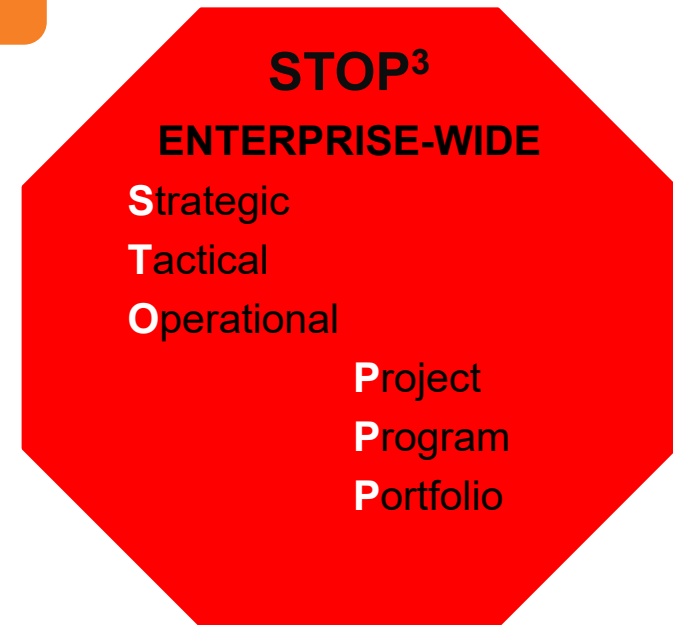 STOP³
ENTERPRISE-WIDE
Strategic
Tactical
Operational
Project
Program
Portfolio